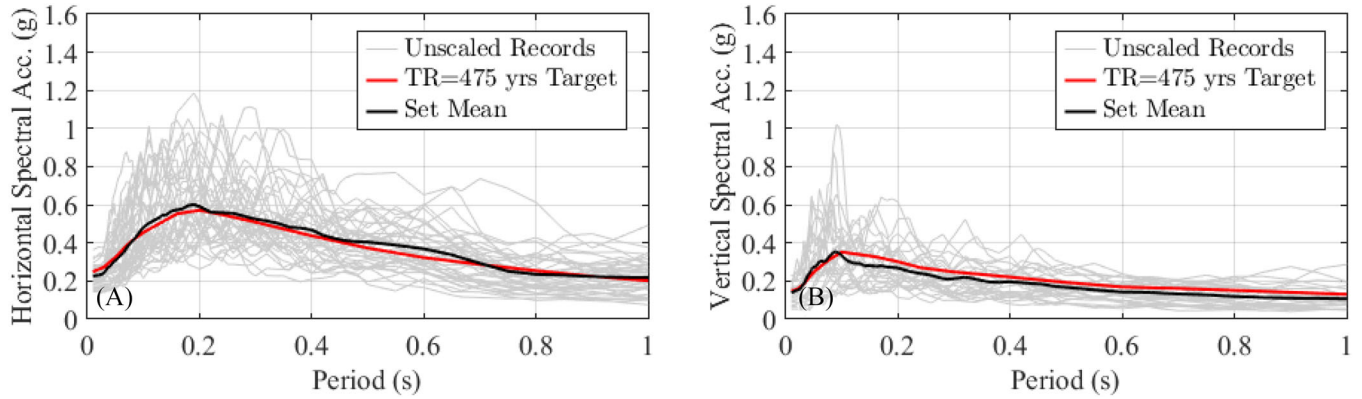 Horizontal Spectral Acc. (g)
1.6
1.4
1.2
1
0.8
0.6
0.4
0.2
0
Unscaled Records
TR=475 yrs Target
Set Mean
(A)
0 0.2 0.4 0.6 0.8 1
Period (s)
Vertical Spectral Acc. (g)
1.6
1.4
1.2
1
0.8
0.6
0.4
0.2
0
Unscaled Records
TR=475 yrs Target
Set Mean
(B)
0 0.2 0.4 0.6 0.8 1
Period (s)